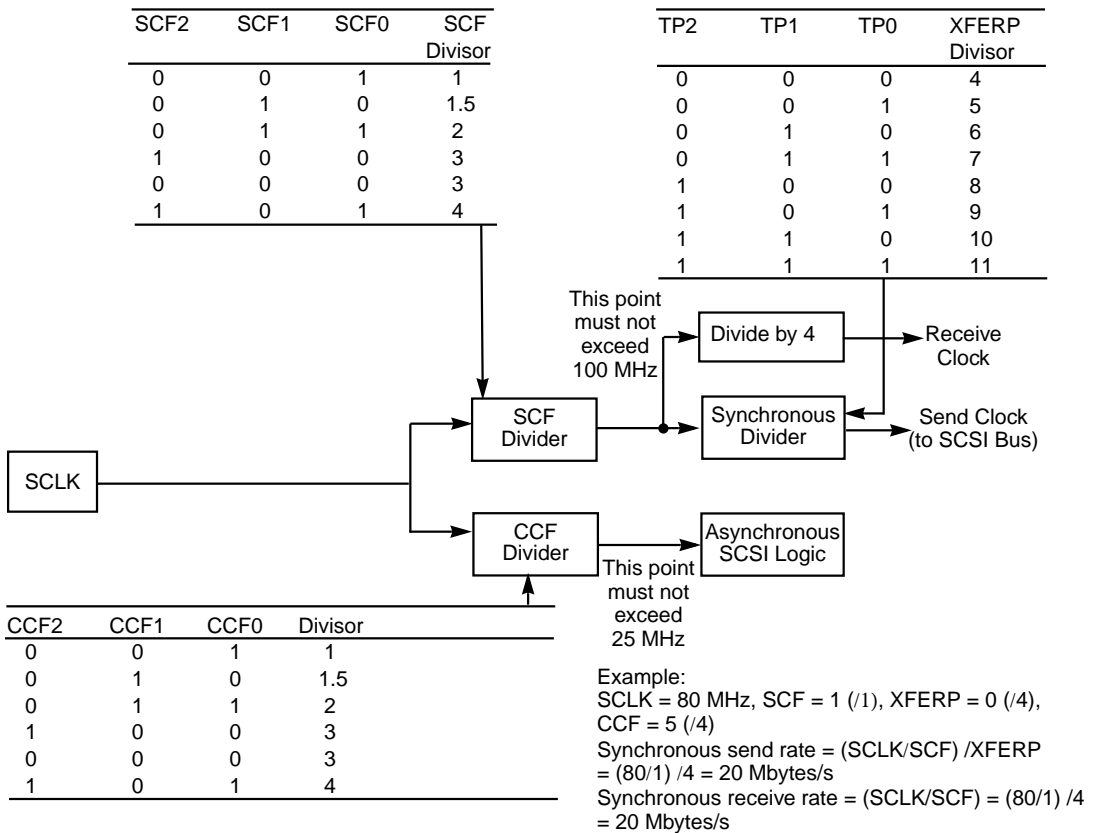 SCF2 SCF1 SCF0 SCF
Divisor
0 0 1 1
0 1 0 1.5
0 1 1 2
1 0 0 3
0 0 0 3
1 0 1 4
TP2 TP1 TP0 XFERP
Divisor
0 0 0 4
0 0 1 5
0 1 0 6
0 1 1 7
1 0 0 8
1 0 1 9
1 1 0 10
1 1 1 11
This point
must not
exceed
100 MHz
Divide by 4
Receive
Clock
SCF
Divider
Synchronous
Divider
Send Clock
(to SCSI Bus)
SCLK
CCF
Divider
Asynchronous
SCSI Logic
This point
must not
exceed
25 MHz
CCF2 CCF1 CCF0 Divisor
0 0 1 1
0 1 0 1.5
0 1 1 2
1 0 0 3
0 0 0 3
1 0 1 4
Example:
SCLK = 80 MHz, SCF = 1 (/1), XFERP = 0 (/4),
CCF = 5 (/4)
Synchronous send rate = (SCLK/SCF) /XFERP
= (80/1) /4 = 20 Mbytes/s
Synchronous receive rate = (SCLK/SCF) = (80/1) /4
= 20 Mbytes/s